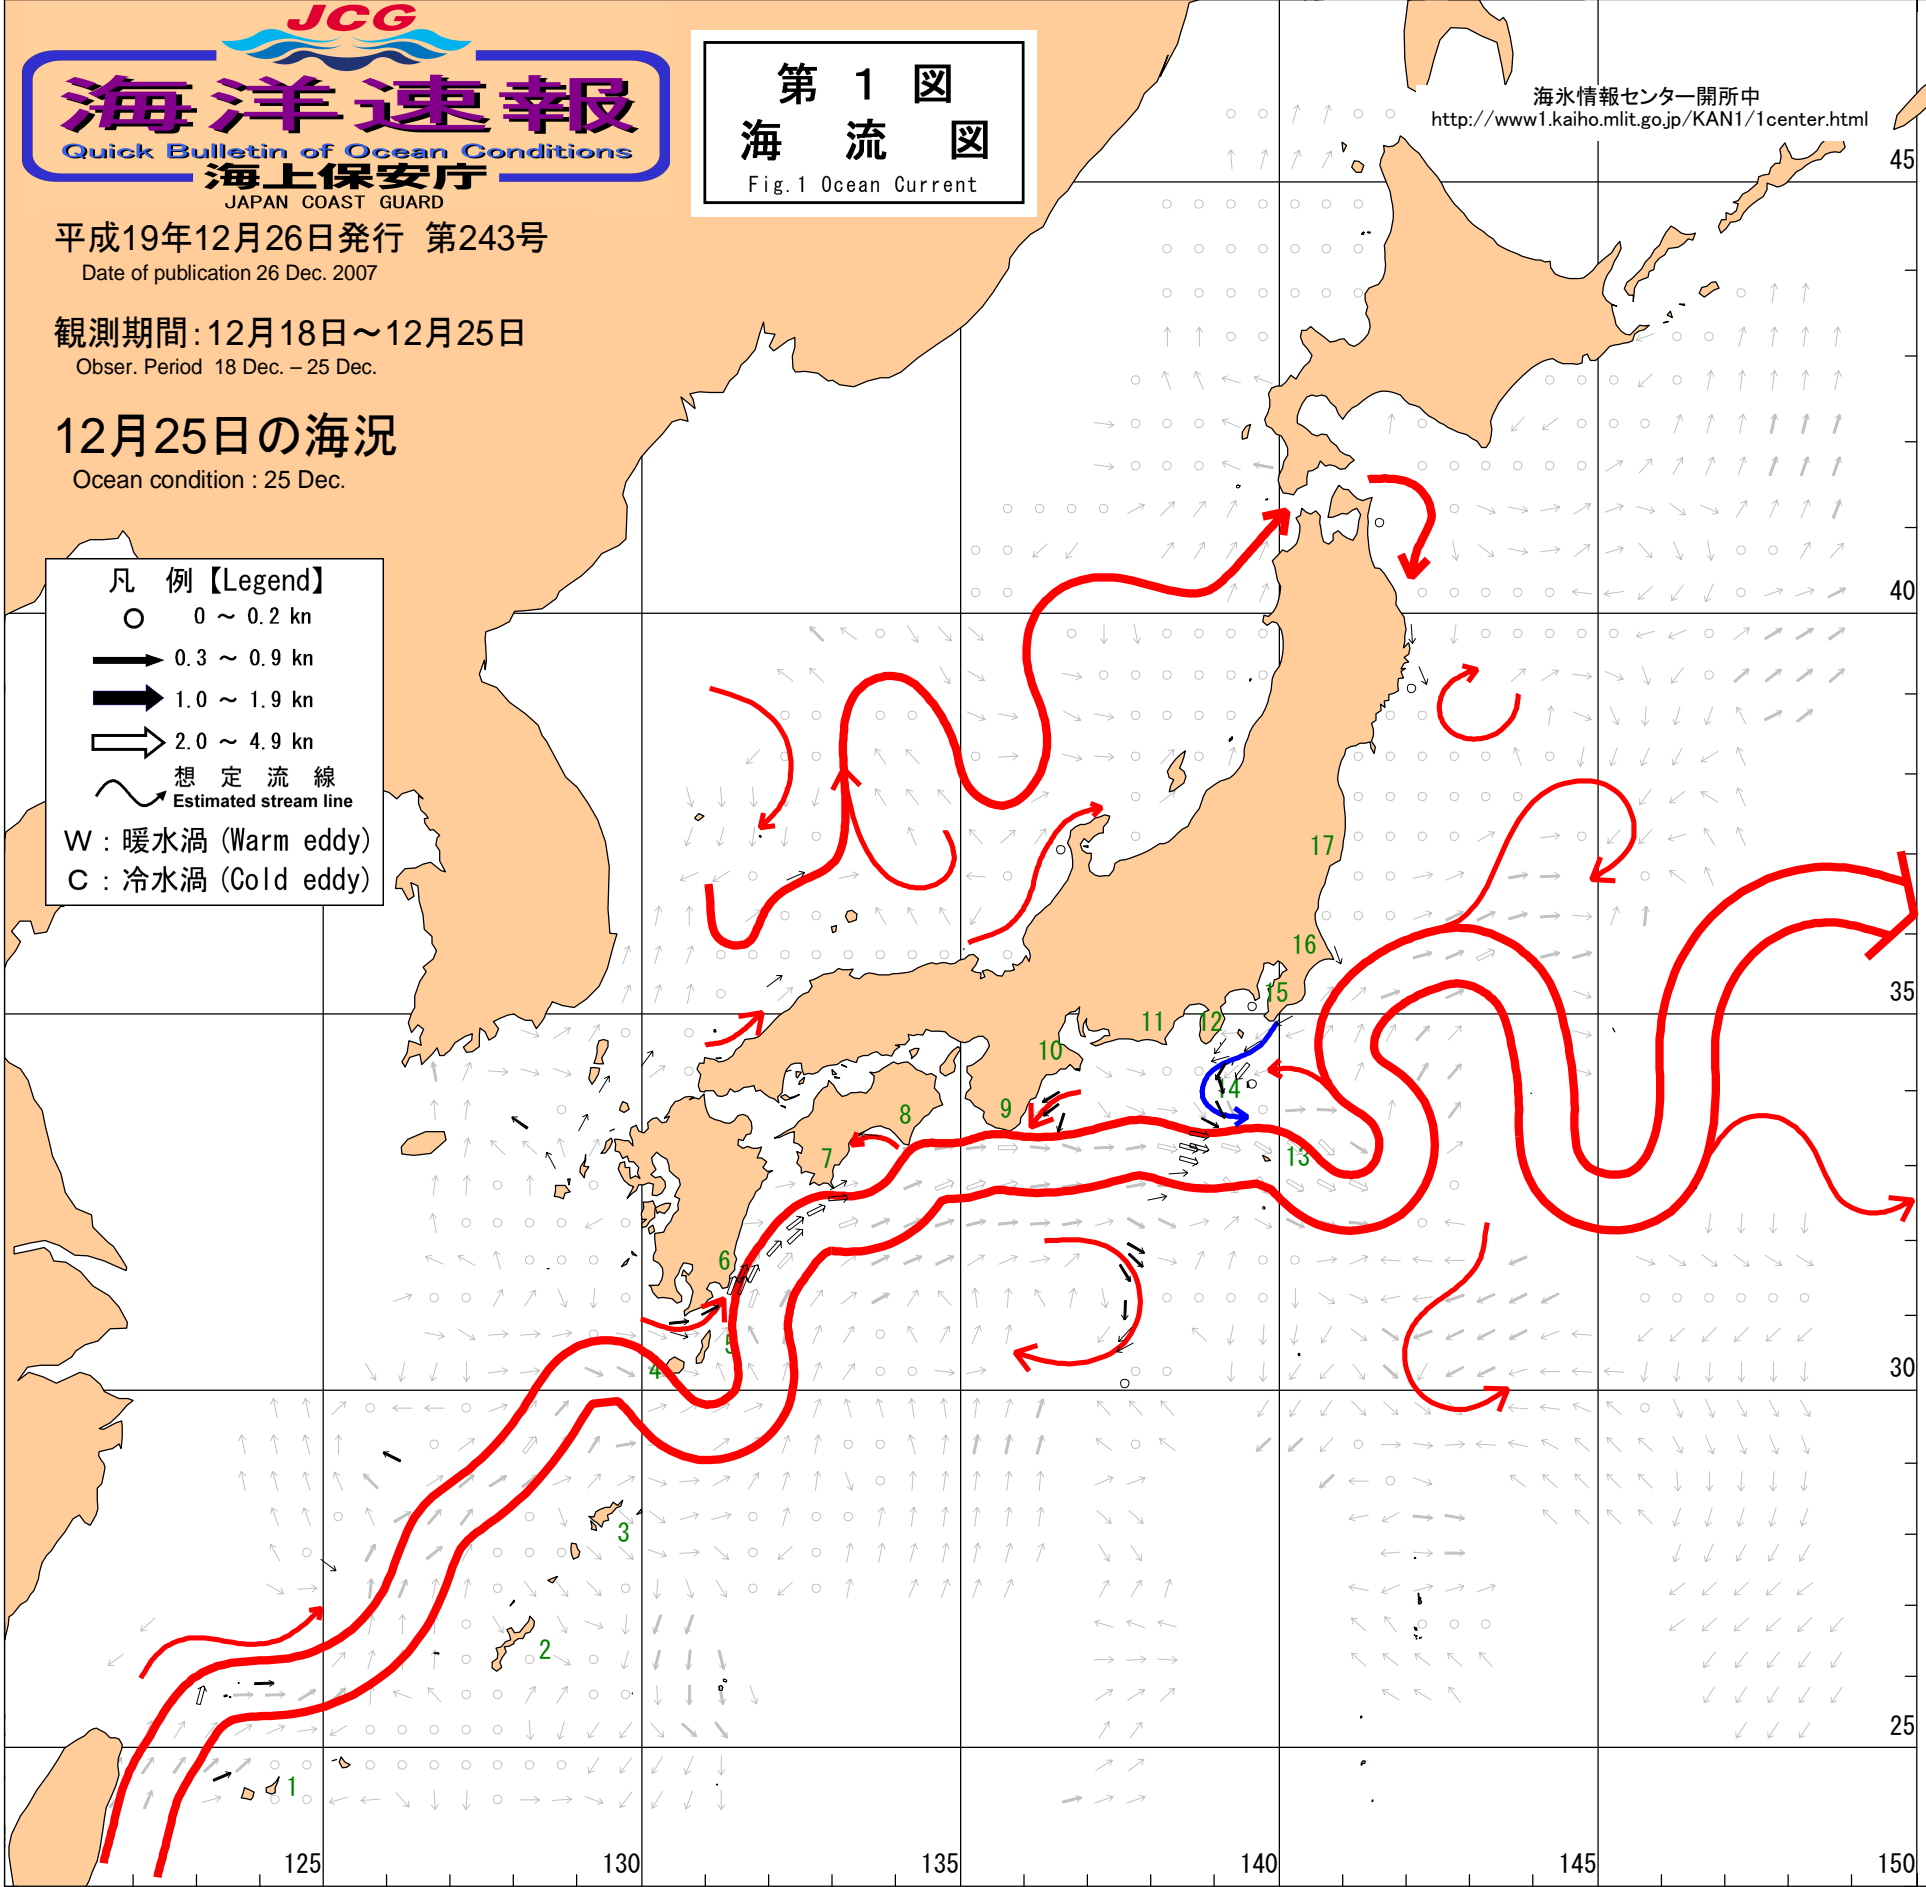 JCG
海洋速報
Quick Bulletin of Ocean Conditions
海上保安庁
JAPAN COAST GUARD
平成19年12月26日発行 第243号
Date of publication 26 Dec. 2007
観測期間:12月18日～12月25日
Obser. Period 18 Dec. – 25 Dec.
12月25日の海況
Ocean condition : 25 Dec.
第 1 図
海 流 図
Fig.1 Ocean Current
海氷情報センター開所中
http://www1.kaiho.mlit.go.jp/KAN1/1center.html
凡 例【Legend】
0 ～ 0.2 kn
0.3 ～ 0.9 kn
1.0 ～ 1.9 kn
2.0 ～ 4.9 kn
想 定 流 線
Estimated stream line
W : 暖水渦 (Warm eddy)
C : 冷水渦 (Cold eddy)
45
40
35
30
25
17
16
15
14
13
12
11
10
9
8
7
6
5
4
3
2
1
125
130
135
140
145
150